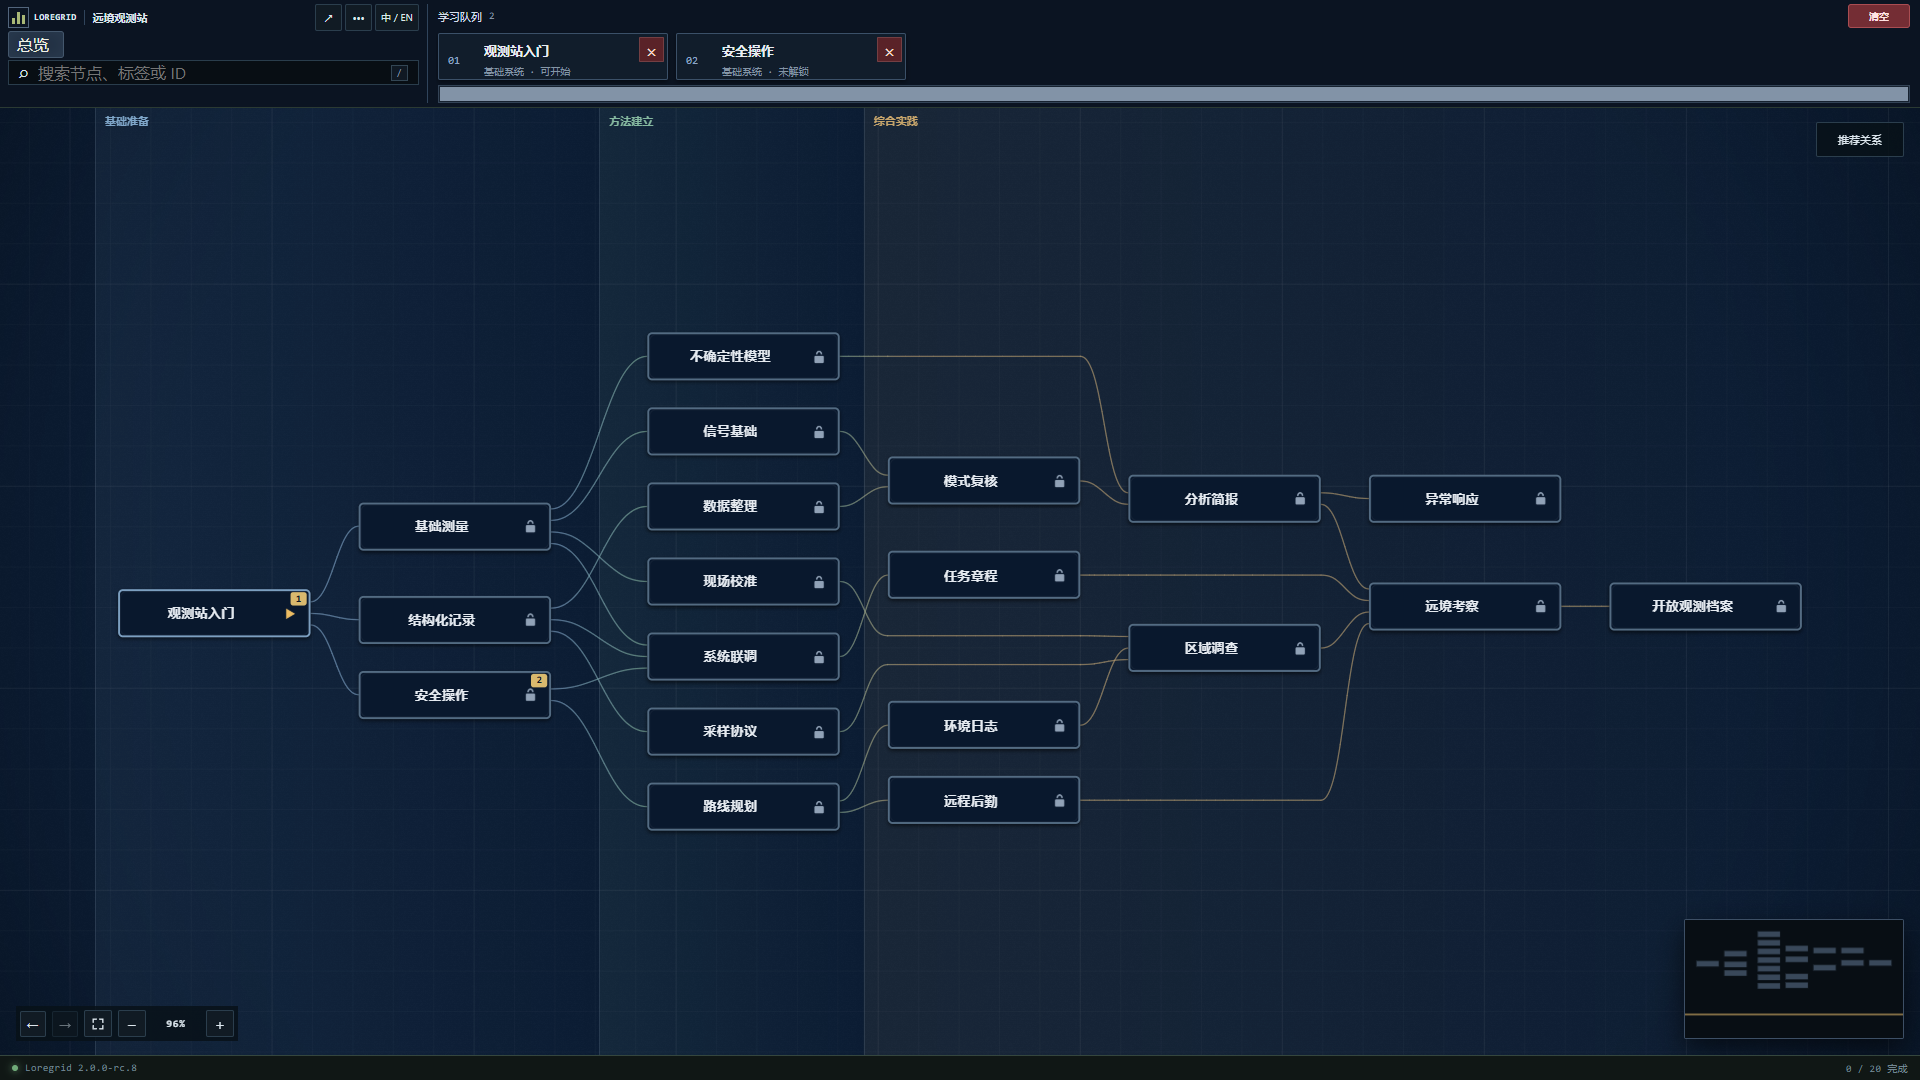 LOREGRID 远境观测站
↗ ••• 中 / EN
总览
搜索节点、标签或 ID /
学习队列 2
清空
01 观测站入门 ×
基础系统 · 可开始
02 安全操作 ×
基础系统 · 未解锁
基础准备
方法建立
综合实践
推荐关系
不确定性模型
信号基础
模式复核
分析简报
异常响应
数据整理
基础测量
现场校准
任务章程
观测站入门 1
结构化记录
远境考察
开放观测档案
系统联调
区域调查
安全操作 2
采样协议
环境日志
路线规划
远程后勤
← → − 96% +
Loregrid 2.0.0-rc.8
0 / 20 完成